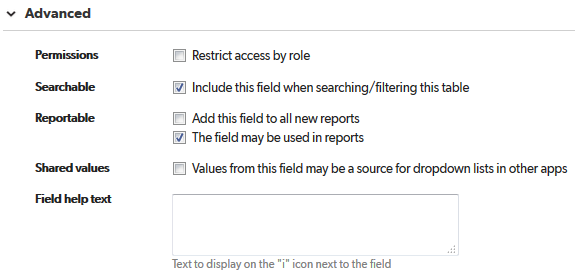 Advanced
Permissions Restrict access by role
Searchable Include this field when searching/filtering this table
Reportable Add this field to all new reports
The field may be used in reports
Shared values Values from this field may be a source for dropdown lists in other apps
Field help text
Text to display on the "i" icon next to the field